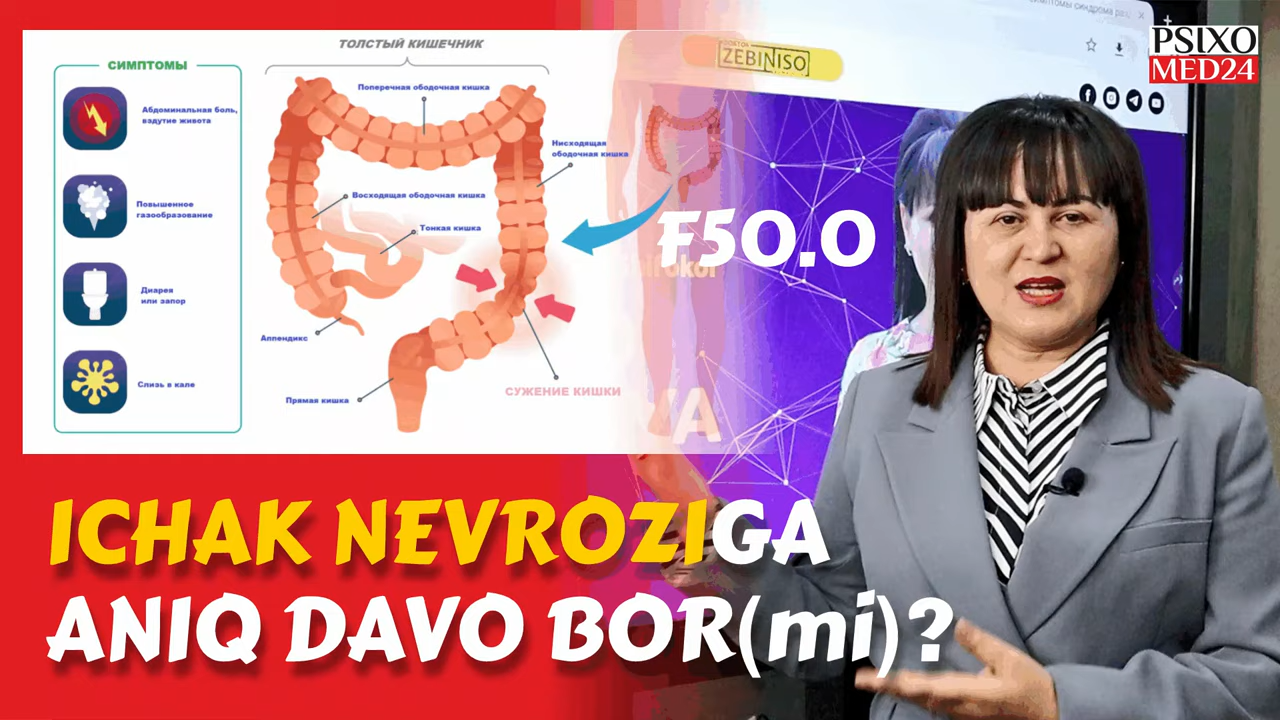 ТОЛСТЫЙ КИШЕЧНИК
СИМПТОМЫ
Абдоминальная боль,
вздутие живота
Повышенное
газообразование
Диарея
или запор
Слизь в кале
Поперечная ободочная кишка
Нисходящая
ободочная кишка
Восходящая ободочная кишка
Тонкая кишка
Аппендикс
Прямая кишка
СУЖЕНИЕ КИШКИ
DOKTOR
ZEBINISO
PSIXO
MED24
₣50.0
ICHAK NEVROZIGA
ANIQ DAVO BOR(mi)?